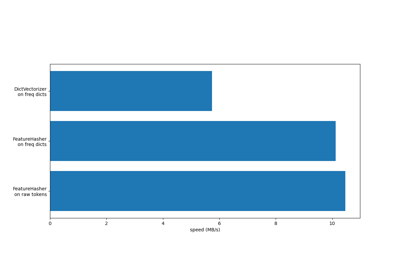 DictVectorizer
on freq dicts
FeatureHasher
on freq dicts
FeatureHasher
on raw tokens
0 2 4 6 8 10
speed (MB/s)